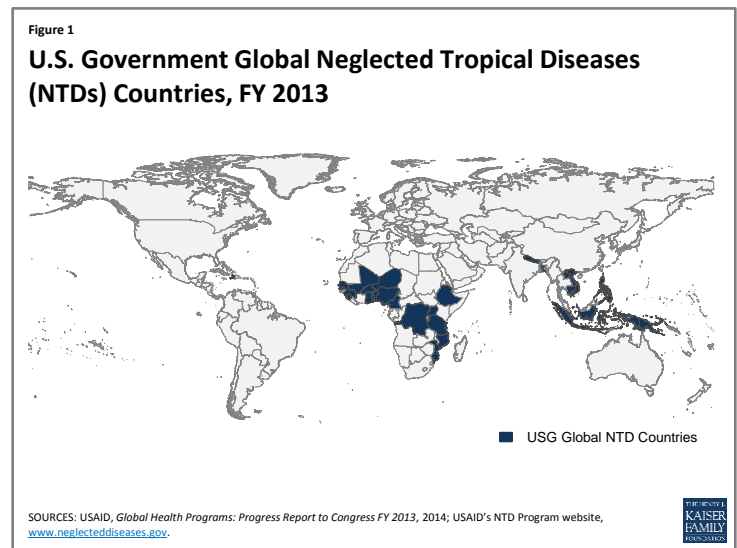 Figure 1
U.S. Government Global Neglected Tropical Diseases
(NTDs) Countries, FY 2013
USG Global NTD Countries
SOURCES: USAID, Global Health Programs: Progress Report to Congress FY 2013, 2014; USAID's NTD Program website,
www.neglecteddiseases.gov.
THE HENRY J.
KAISER
FAMILY
FOUNDATION